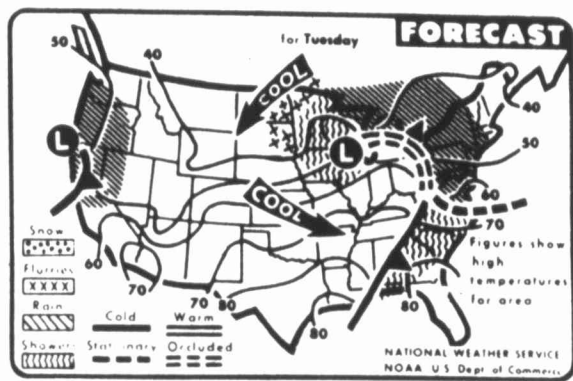 for Tuesday
FORECAST
50
40
COOL
L
L
40
50
COOL
60
70
Snow
Flurries
Rain
Showers
60
70
70
80
80
80
Figures show
high
temperatures
for area
Cold
Warm
Stationary
Occluded
NATIONAL WEATHER SERVICE
NOAA U S Dept of Commerce